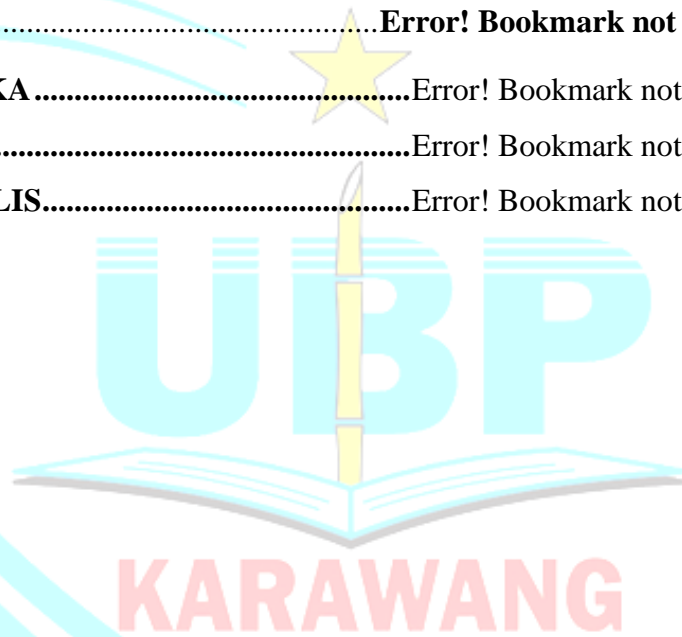 ........................................Error! Bookmark not
KA...............................................Error! Bookmark not
..................................................Error! Bookmark not
LIS..............................................Error! Bookmark not
UBP
KARAWANG